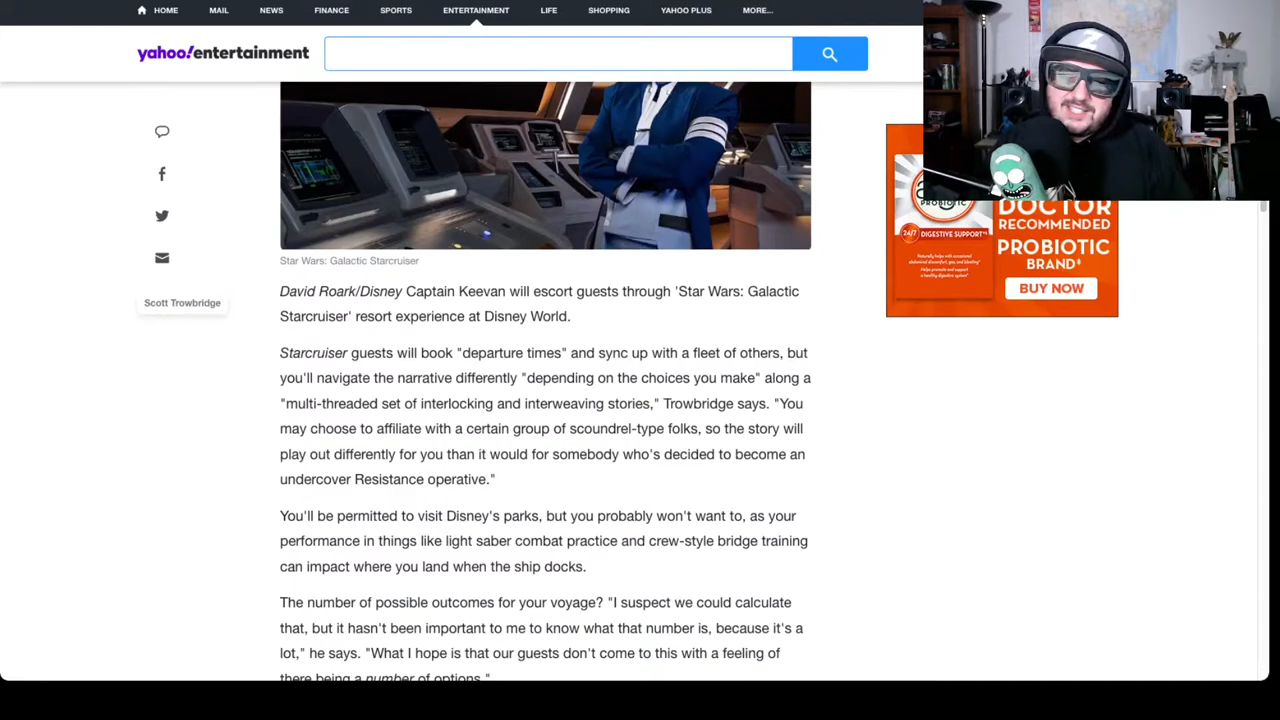 HOME MAIL NEWS FINANCE SPORTS ENTERTAINMENT LIFE SHOPPING YAHOO PLUS MORE...
yahoo!entertainment
Star Wars: Galactic Starcruiser
David Roark/Disney Captain Keevan will escort guests through 'Star Wars: Galactic
Starcruiser' resort experience at Disney World.
Scott Trowbridge
Starcruiser guests will book "departure times" and sync up with a fleet of others, but
you'll navigate the narrative differently "depending on the choices you make" along a
"multi-threaded set of interlocking and interweaving stories," Trowbridge says. "You
may choose to affiliate with a certain group of scoundrel-type folks, so the story will
play out differently for you than it would for somebody who's decided to become an
undercover Resistance operative."
You'll be permitted to visit Disney's parks, but you probably won't want to, as your
performance in things like light saber combat practice and crew-style bridge training
can impact where you land when the ship docks.
The number of possible outcomes for your voyage? "I suspect we could calculate
that, but it hasn't been important to me to know what that number is, because it's a
lot," he says. "What I hope is that our guests don't come to this with a feeling of
there being a number of options."
PROBIOTIC
24/7 DIGESTIVE SUPPORT
DOCTOR
RECOMMENDED
PROBIOTIC
BRAND‡
BUY NOW